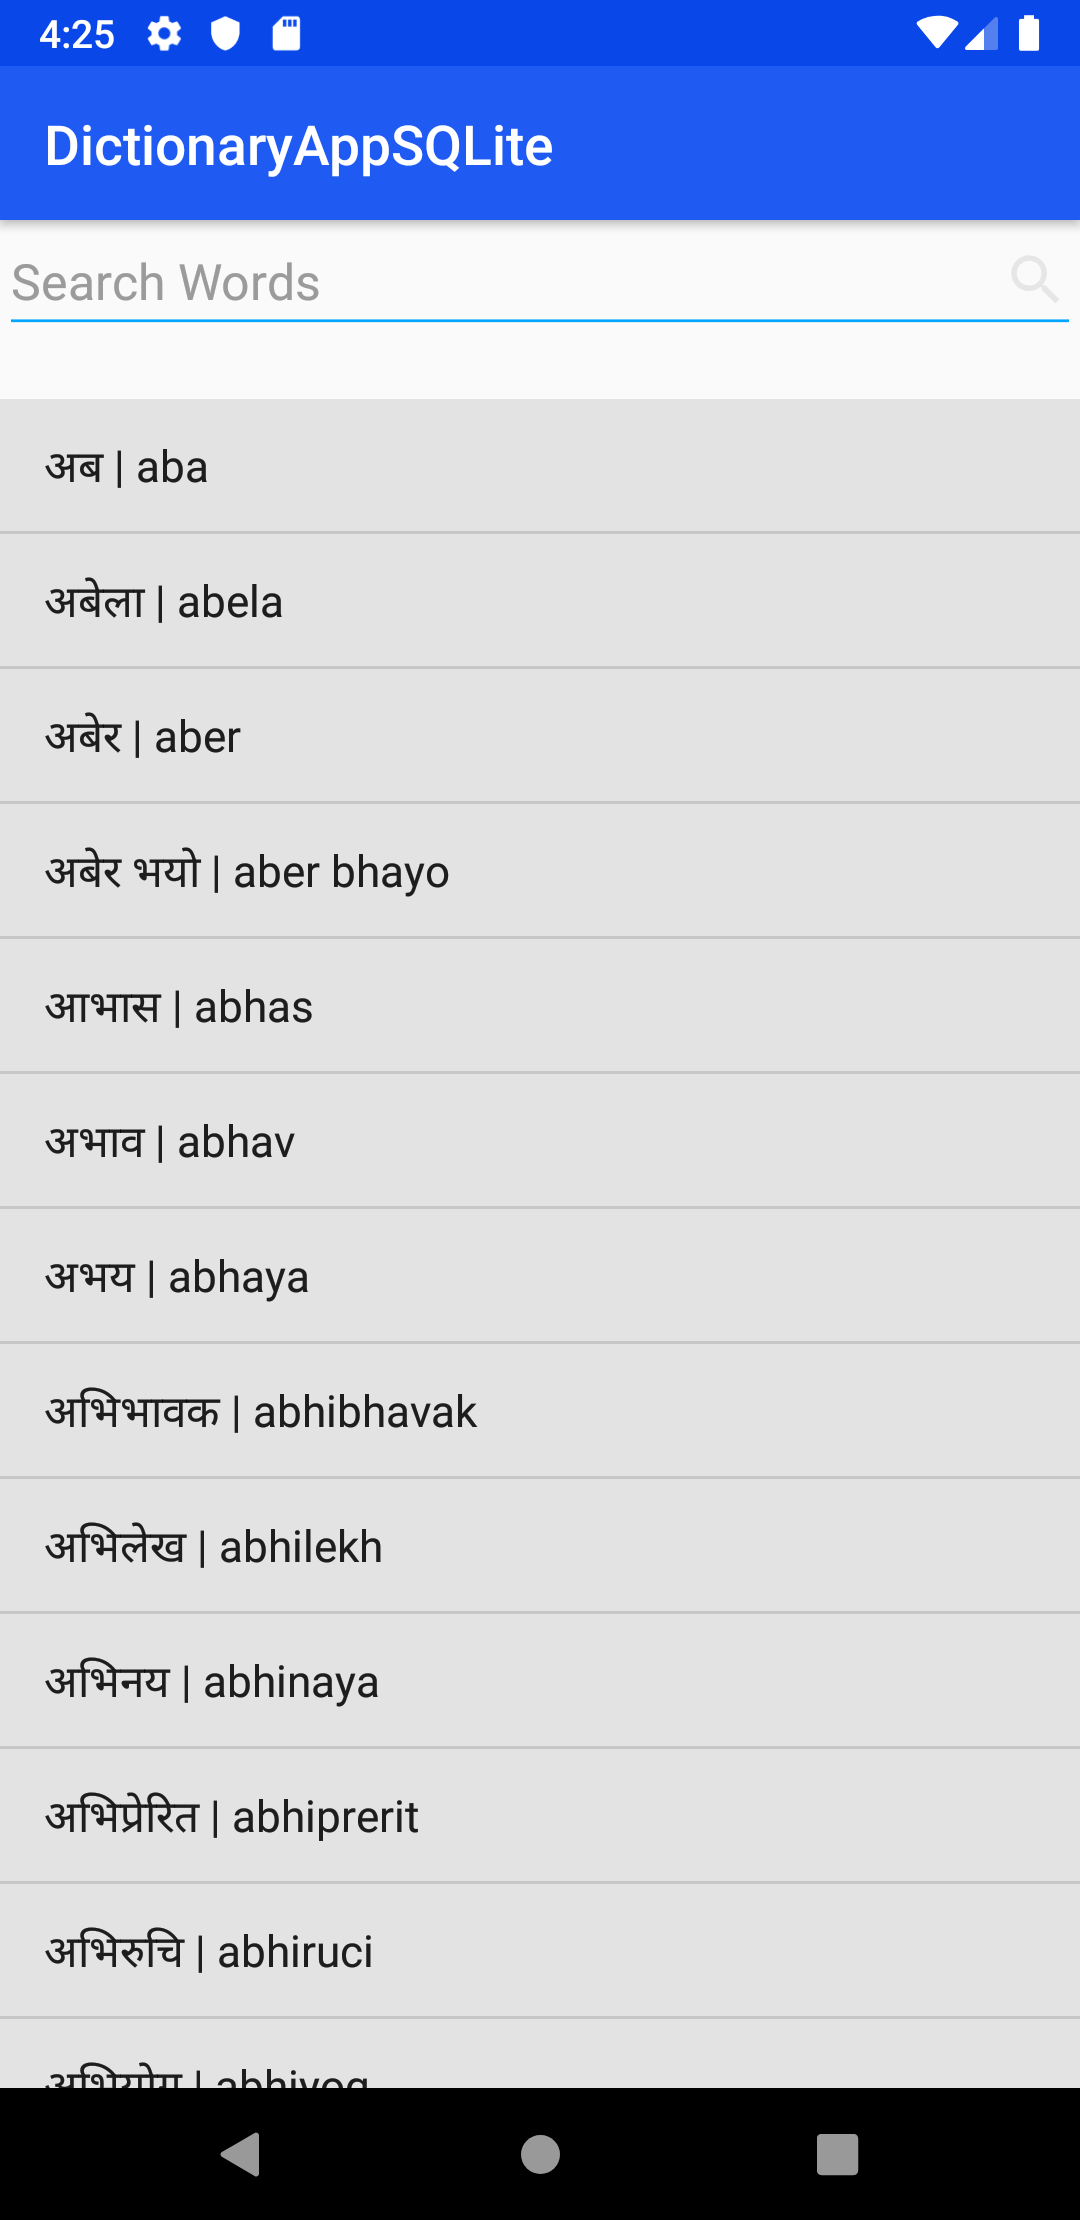 4:25
DictionaryAppSQLite
Search Words
अब | aba
अबेला | abela
अबेर | aber
अबेर भयो | aber bhayo
आभास | abhas
अभाव | abhav
अभय | abhaya
अभिभावक | abhibhavak
अभिलेख | abhilekh
अभिनय | abhinaya
अभिप्रेरित | abhiprerit
अभिरुचि | abhiruci
अभियोग | abhiyog